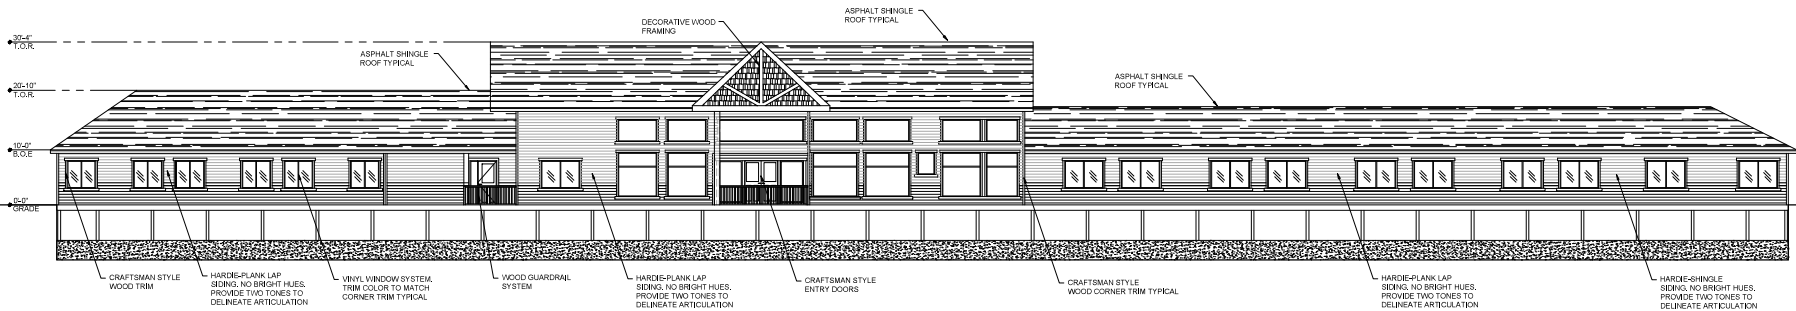 ASPHALT SHINGLE
ROOF TYPICAL
DECORATIVE WOOD
FRAMING
30'-4"
T.O.R.
ASPHALT SHINGLE
ROOF TYPICAL
ASPHALT SHINGLE
ROOF TYPICAL
20'-10"
T.O.R.
10'-0"
B.O.E
0'-0"
GRADE
CRAFTSMAN STYLE
WOOD TRIM
HARDIE-PLANK LAP
SIDING. NO BRIGHT HUES.
PROVIDE TWO TONES TO
DELINEATE ARTICULATION
VINYL WINDOW SYSTEM.
TRIM COLOR TO MATCH
CORNER TRIM TYPICAL
WOOD GUARDRAIL
SYSTEM
HARDIE-PLANK LAP
SIDING. NO BRIGHT HUES.
PROVIDE TWO TONES TO
DELINEATE ARTICULATION
CRAFTSMAN STYLE
ENTRY DOORS
CRAFTSMAN STYLE
WOOD CORNER TRIM TYPICAL
HARDIE-PLANK LAP
SIDING. NO BRIGHT HUES.
PROVIDE TWO TONES TO
DELINEATE ARTICULATION
HARDIE-SHINGLE
SIDING. NO BRIGHT HUES.
PROVIDE TWO TONES TO
DELINEATE ARTICULATION